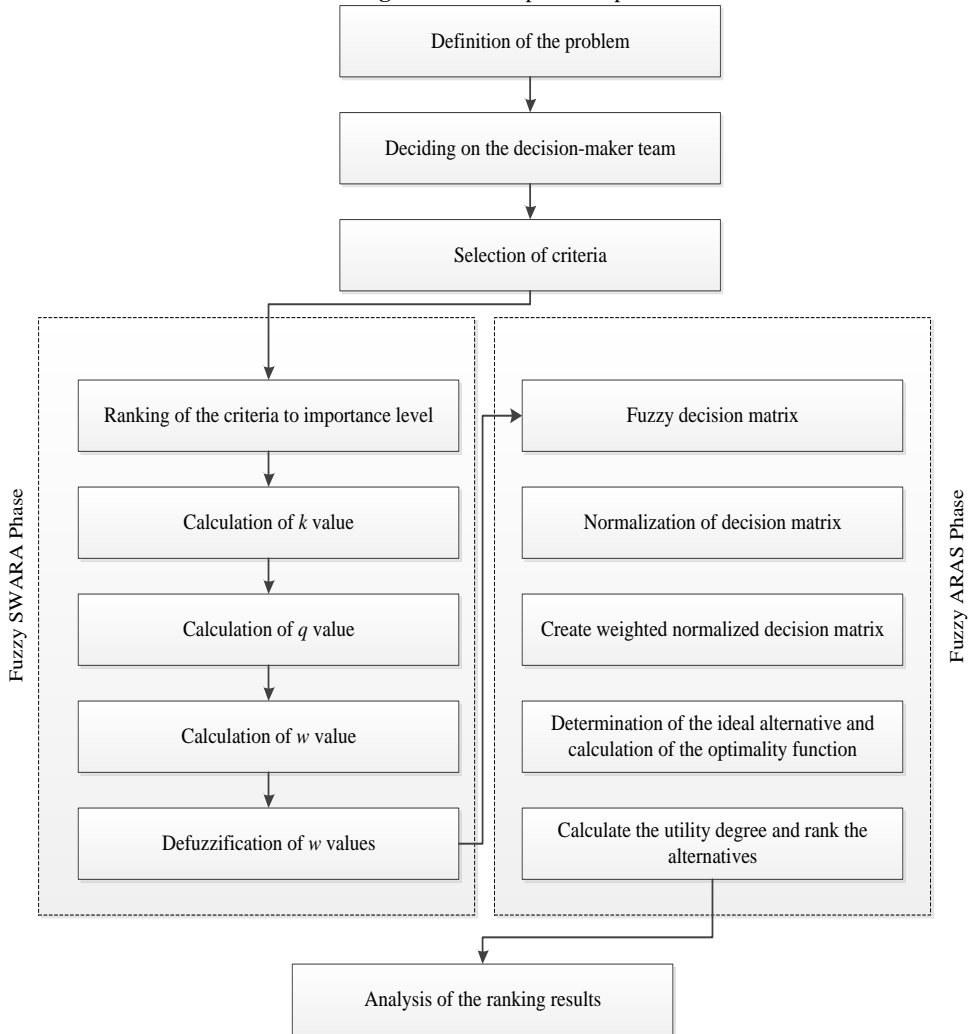 Definition of the problem
Deciding on the decision-maker team
Selection of criteria
Fuzzy SWARA Phase
Ranking of the criteria to importance level
Calculation of k value
Calculation of q value
Calculation of w value
Defuzzification of w values
Fuzzy ARAS Phase
Fuzzy decision matrix
Normalization of decision matrix
Create weighted normalized decision matrix
Determination of the ideal alternative and
calculation of the optimality function
Calculate the utility degree and rank the
alternatives
Analysis of the ranking results